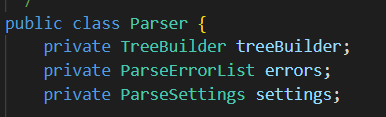 public class Parser {
    private TreeBuilder treeBuilder;
    private ParseErrorList errors;
    private ParseSettings settings;